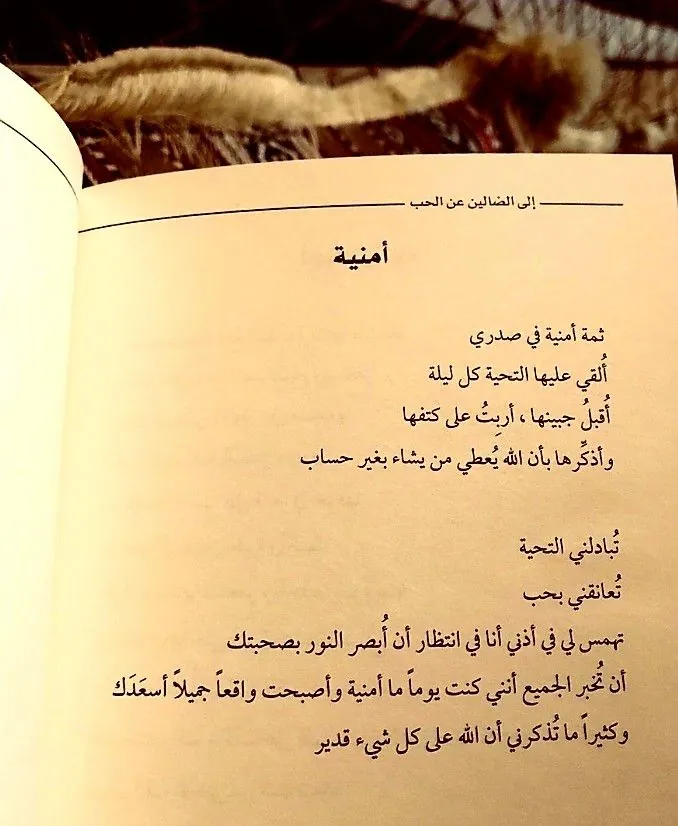 إلى الضالين عن الحب
أمنية
ثمة أمنية في صدري
أُلقي عليها التحية كل ليلة
أُقبلُ جبينها ، أربِتُ على كتفها
وأذكِّرها بأن الله يُعطي من يشاء بغير حساب
تُبادلني التحية
تُعانقني بحب
تهمس لي في أذني أنا في انتظار أن أُبصر النور بصحبتك
أن تُخبر الجميع أنني كنت يوماً ما أمنية وأصبحت واقعاً جميلاً أسعَدَك
وكثيراً ما تُذكرني أن الله على كل شيء قدير